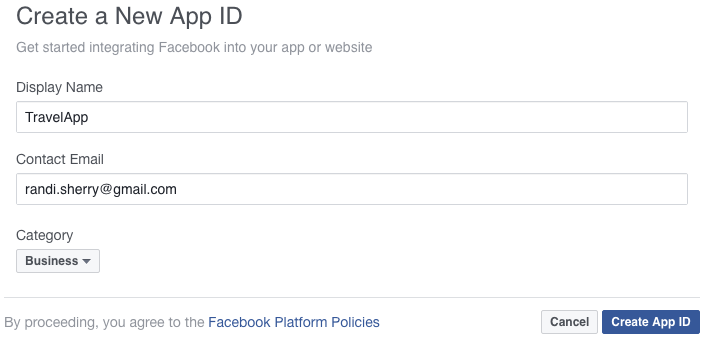 Create a New App ID
Get started integrating Facebook into your app or website
Display Name
TravelApp
Contact Email
randi.sherry@gmail.com
Category
Business
By proceeding, you agree to the Facebook Platform Policies
Cancel
Create App ID